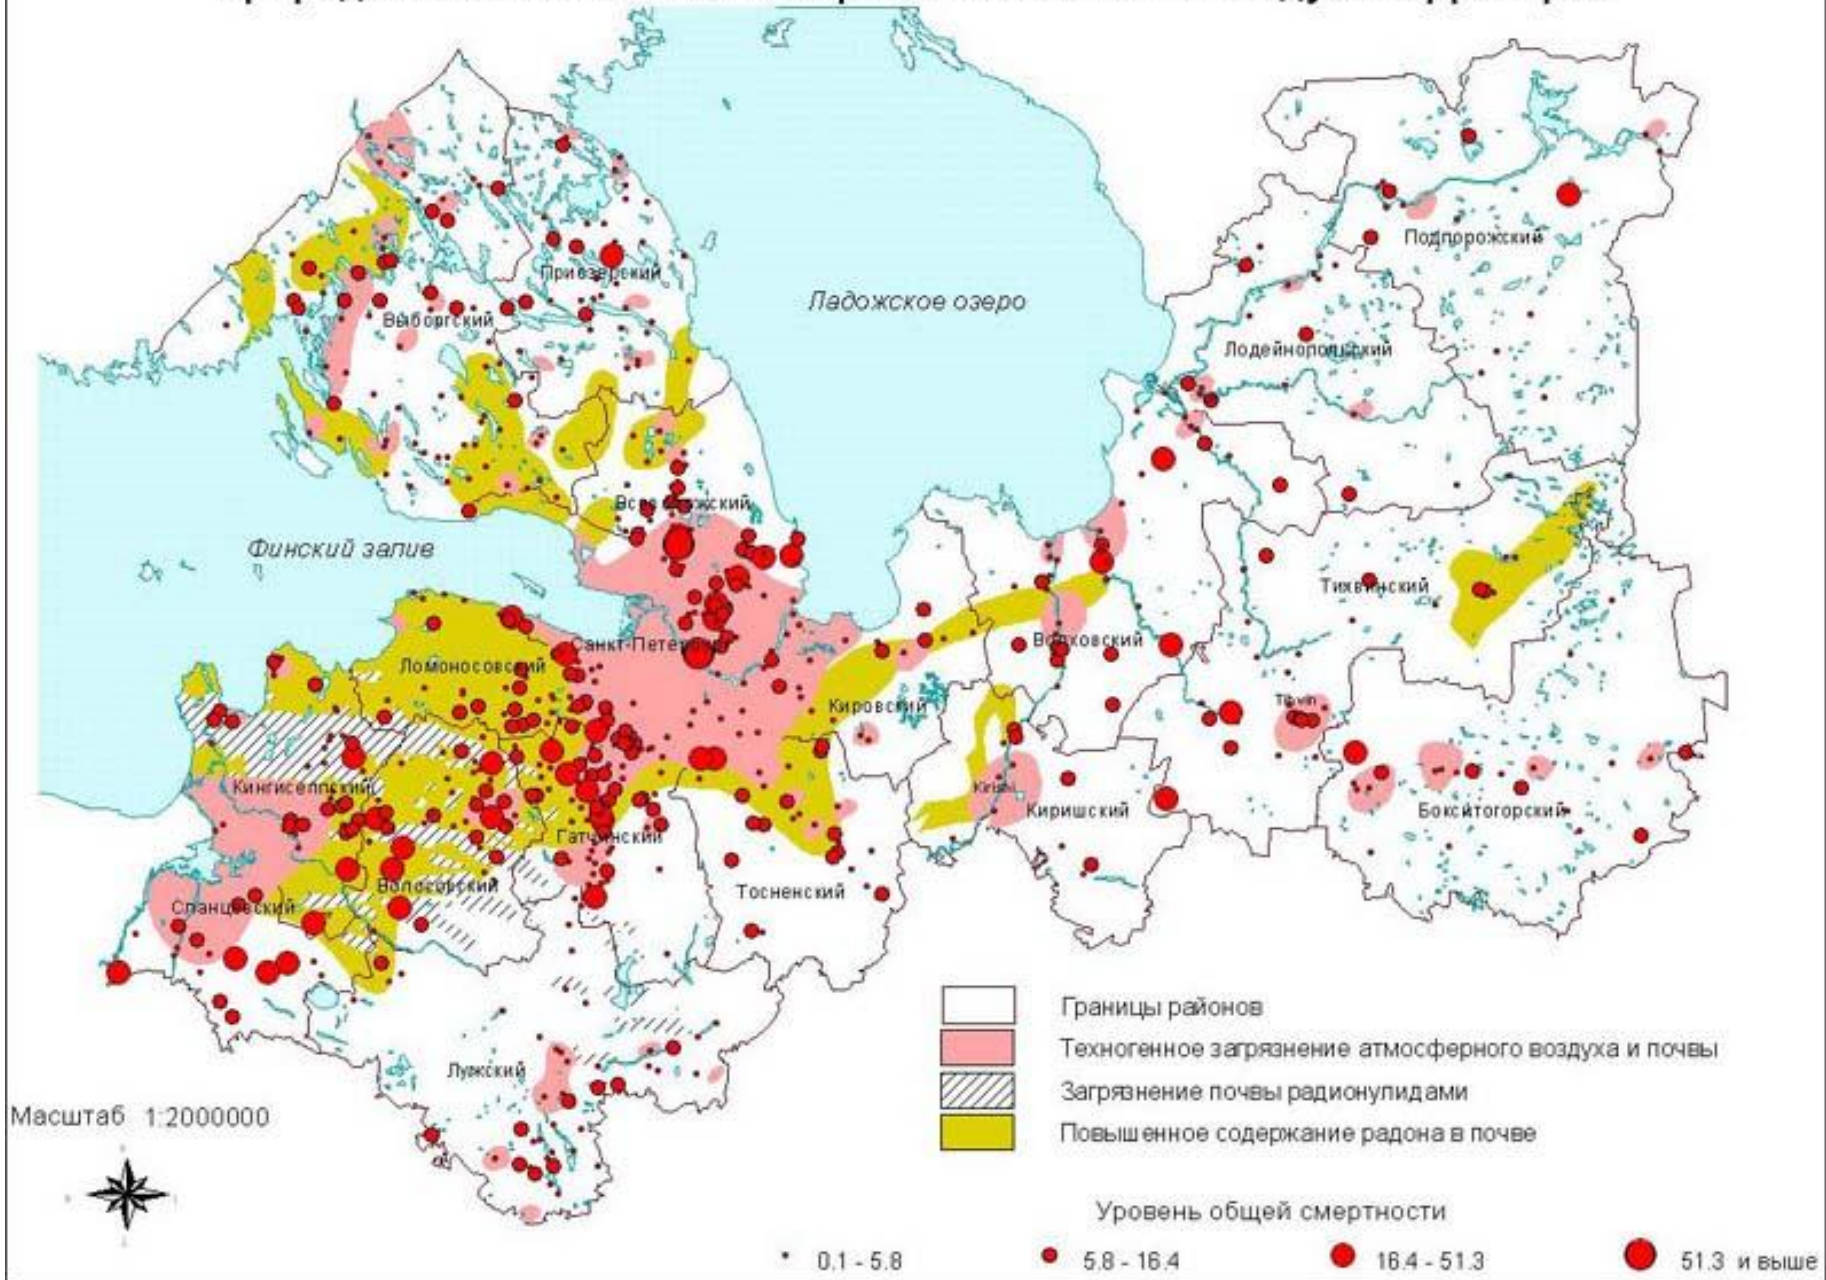 Подпорожский
Приозерский
Ладожское озеро
Выборгский
Лодейнопольский
Всеволожский
Финский залив
Тихвинский
Санкт-Петербург
Волховский
Ломоносовский
Кировский
Tihvin
Кингисеппский
Kirishi
Киришский
Бокситогорский
Гатчинский
Волосовский
Тосненский
Сланцевский
Лужский
Границы районов
Техногенное загрязнение атмосферного воздуха и почвы
Загрязнение почвы радионулидами
Повышенное содержание радона в почве
Масштаб 1:2000000
Уровень общей смертности
0.1 - 5.8
5.8 - 16.4
16.4 - 51.3
51.3 и выше